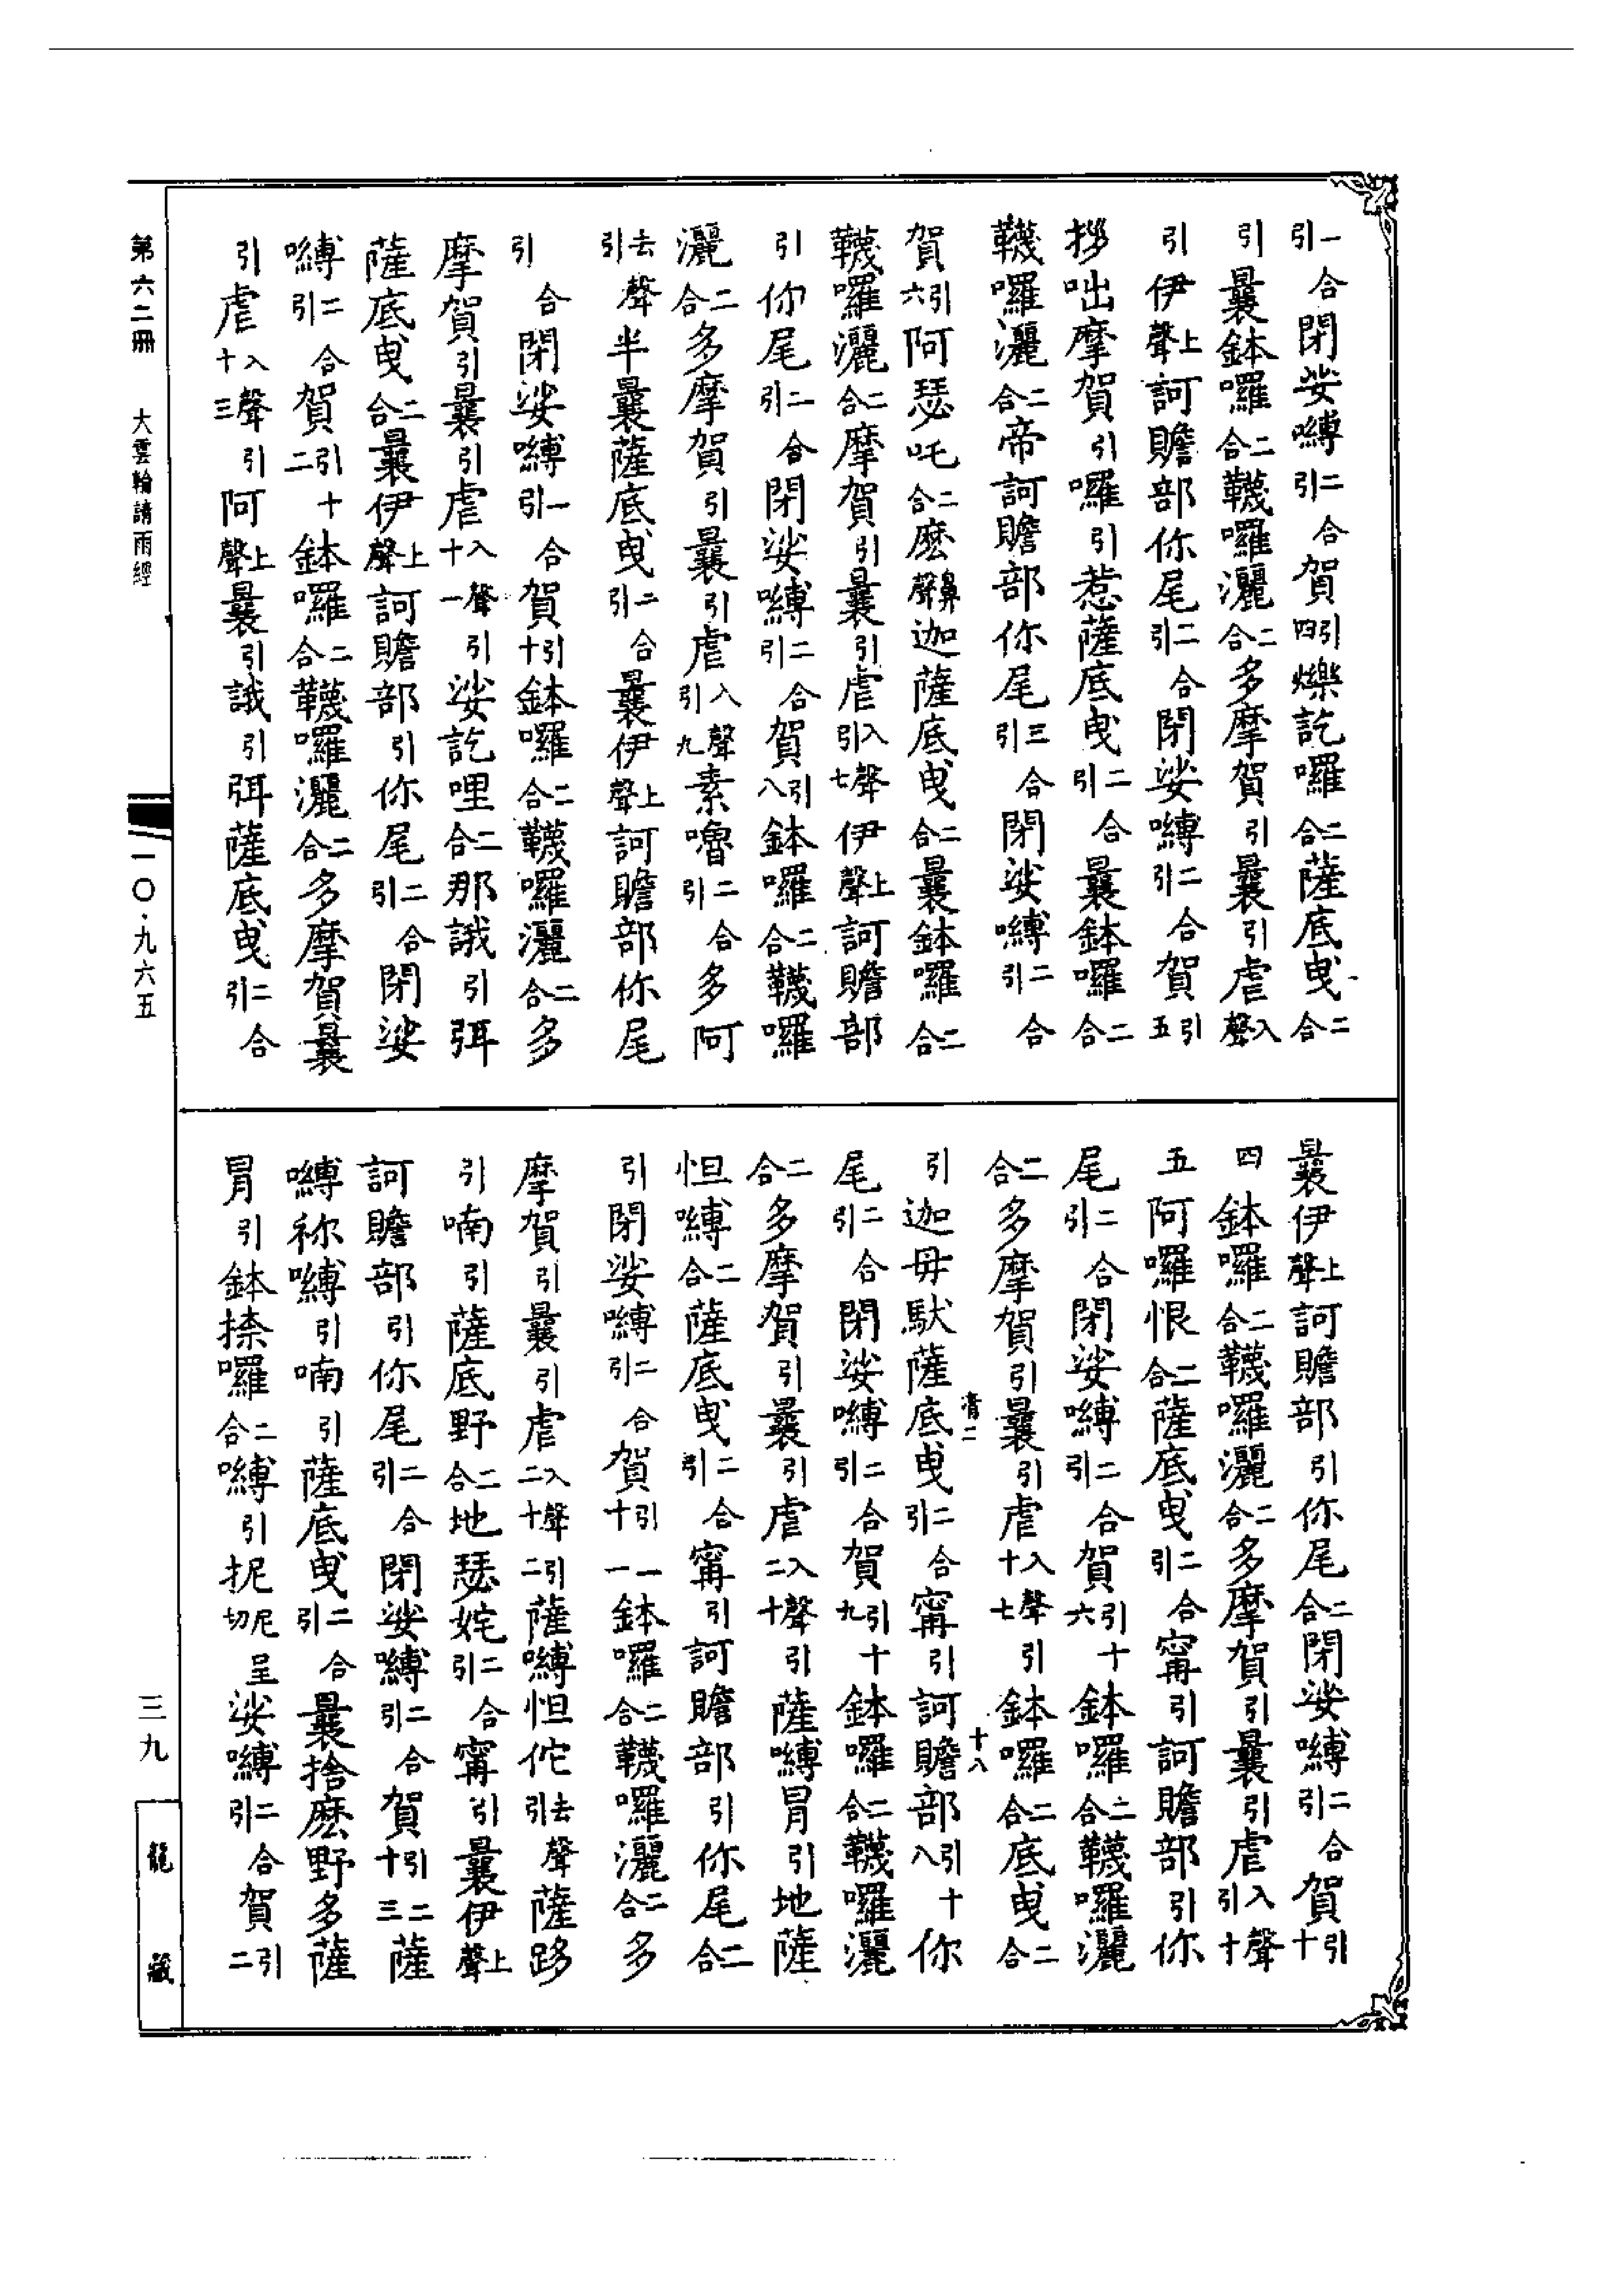 一合引閉娑嚩二合引賀引四爍訖囉二合薩底曳二合
引曩鉢囉二合韈囉灑二合多摩賀引曩引虐入聲
引伊上聲訶贍部你尾二合引閉娑嚩二合引賀引五
拶咄摩賀引囉引惹薩底曳二合引曩鉢囉二合
韈囉灑二合帝訶贍部你尾三合引閉娑嚩二合引
賀引六阿瑟吒二合麽鼻聲迦薩底曳二合曩鉢囉二合
韈囉灑二合摩賀引曩引虐入聲引七伊上聲訶贍部
引你尾二合引閉娑嚩二合引賀引八鉢囉二合韈囉
灑二合多摩賀引曩引虐入聲引九素嚕二合引多阿
去聲引半曩薩底曳二合引曩伊上聲訶贍部你尾
合引閉娑嚩一合引賀引十鉢囉二合韈囉灑二合多
摩賀引曩引虐入聲十一引娑訖哩二合那誐引弭
薩底曳二合曩伊上聲訶贍部引你尾二合引閉娑
嚩二合引賀引十二鉢囉二合韈囉灑二合多摩賀曩
引虐入聲十三引阿上聲曩引誐引弭薩底曳二合引
曩伊上聲訶贍部引你尾二合閉娑嚩二合引賀引十
四鉢囉二合韈囉灑二合多摩賀引曩引虐入聲引十
五阿囉恨二合薩底曳二合引寗引訶贍部引你
尾二合引閉娑嚩二合引賀引十六鉢囉二合韈囉灑
二合多摩賀引曩引虐入聲十七引鉢囉二合底曳二合
引迦毋馱薩底曳二合引寗引訶贍部引十八你
尾二合引閉娑嚩二合引賀引十九鉢囉二合韈囉灑
二合多摩賀引曩引虐入聲二十引薩嚩冐引地薩
怛嚩二合薩底曳二合引寗引訶贍部引你尾二合
引閉娑嚩二合引賀引一十一鉢囉二合韈囉灑二合多
摩賀引曩引虐入聲引二十二薩嚩怛佗去聲引薩跢
引喃引薩底野二合地瑟姹二合引寗引曩伊上聲
訶贍部引你尾二合引閉娑嚩二合引賀引二十三薩
嚩祢嚩引喃引薩底曳二合引曩捨麽野多薩
冐引鉢捺囉二合嚩引抳尼呈切娑嚩二合引賀引二
青二
十八
第六二冊 大雲輪請雨經
一〇·九六五
三九
龍藏